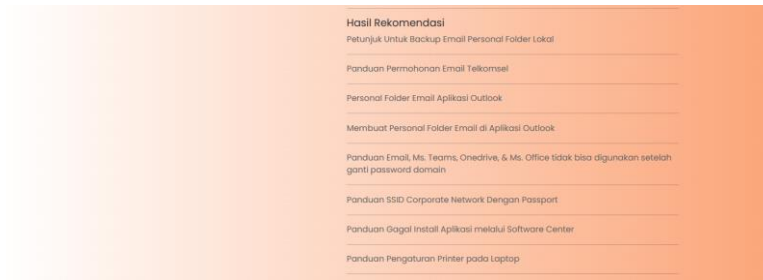 Hasil Rekomendasi
Petunjuk Untuk Backup Email Personal Folder Lokal
Panduan Permohonan Email Telkomsel
Personal Folder Email Aplikasi Outlook
Membuat Personal Folder Email di Aplikasi Outlook
Panduan Email, Ms. Teams, Onedrive, & Ms. Office tidak bisa digunakan setelah
ganti password domain
Panduan SSID Corporate Network Dengan Passport
Panduan Gagal Install Aplikasi melalui Software Center
Panduan Pengaturan Printer pada Laptop